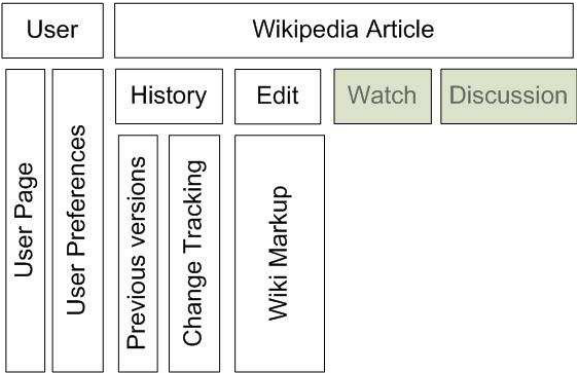 User
Wikipedia Article
History
Edit
Watch
Discussion
User Page
User Preferences
Previous versions
Change Tracking
Wiki Markup